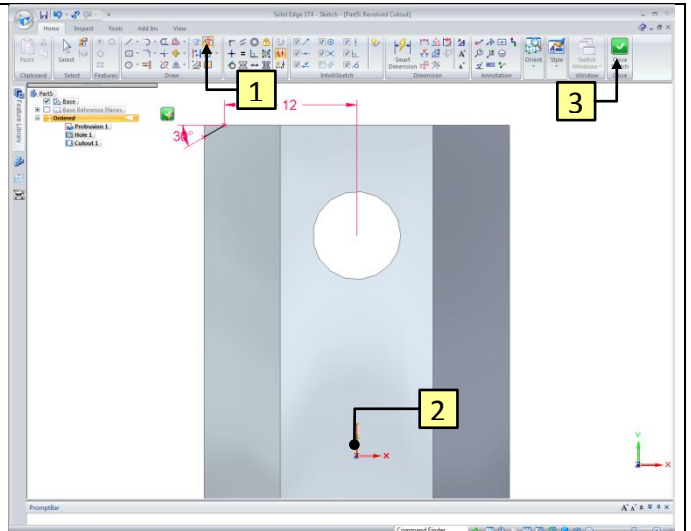 Solid Edge ST4 - Sketch - [Part5: Revolved Cutout]
Home Inspect Tools Add Ins View
Paste Select Smart Dimension Orient Style Switch Windows Close Sketch
Clipboard Select Features Draw IntelliSketch Dimension Annotation Window Close
1
3
Feature Library
Part5
Base
Base Reference Planes
Ordered
Protrusion 1
Hole 1
Cutout 1
12
30°
2
X
Y
X
PromptBar
Command Finder